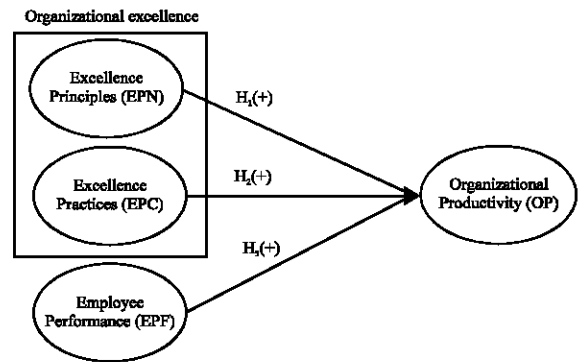 Organizational excellence
Excellence
Principles (EPN)
H₁(+)
Excellence
Practices (EPC)
H₂(+)
Organizational
Productivity (OP)
H₃(+)
Employee
Performance (EPF)